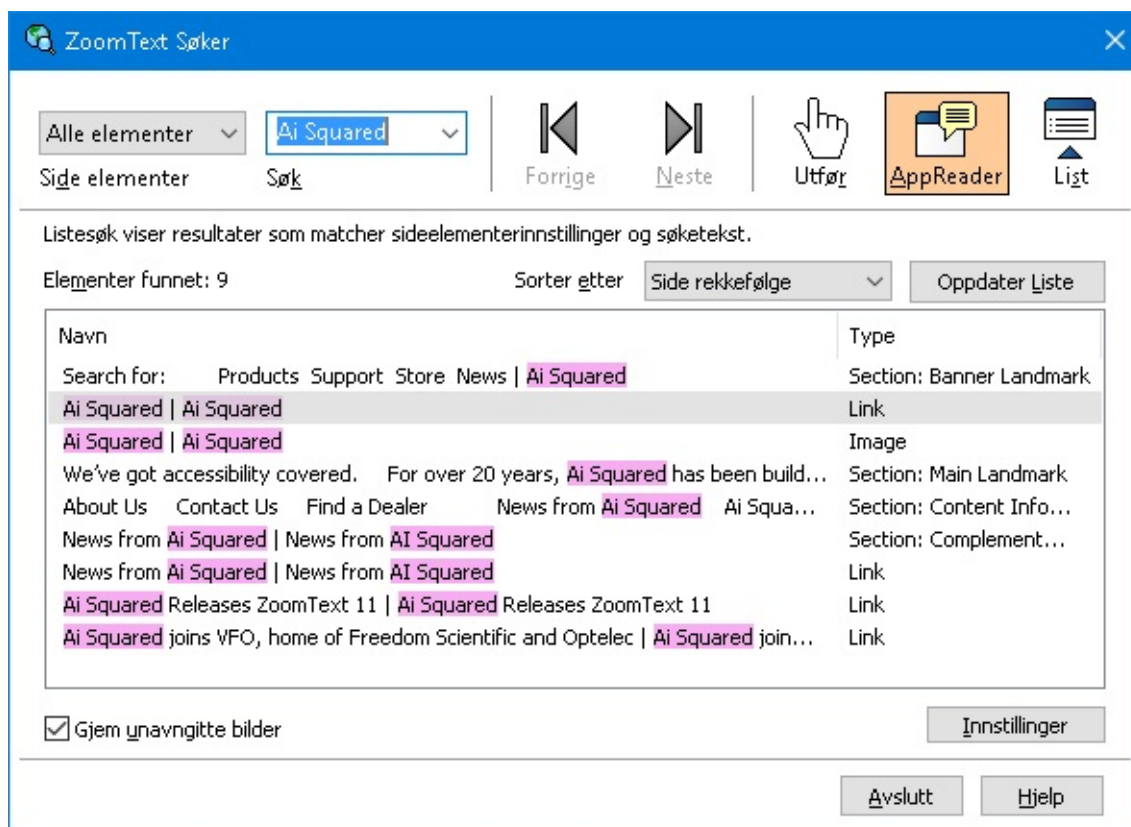 ZoomText Søker
Alle elementer Ai Squared
Side elementer Søk Forrige Neste Utfør AppReader List
Listesøk viser resultater som matcher sideelementerinnstillinger og søketekst.
Elementer funnet: 9 Sorter etter Side rekkefølge Oppdater Liste
Navn Type
Search for: Products Support Store News | Ai Squared Section: Banner Landmark
Ai Squared | Ai Squared Link
Ai Squared | Ai Squared Image
We've got accessibility covered. For over 20 years, Ai Squared has been build... Section: Main Landmark
About Us Contact Us Find a Dealer News from Ai Squared Ai Squa... Section: Content Info...
News from Ai Squared | News from AI Squared Section: Complement...
News from Ai Squared | News from AI Squared Link
Ai Squared Releases ZoomText 11 | Ai Squared Releases ZoomText 11 Link
Ai Squared joins VFO, home of Freedom Scientific and Optelec | Ai Squared join... Link
Gjem unavngitte bilder Innstillinger
Avslutt Hjelp